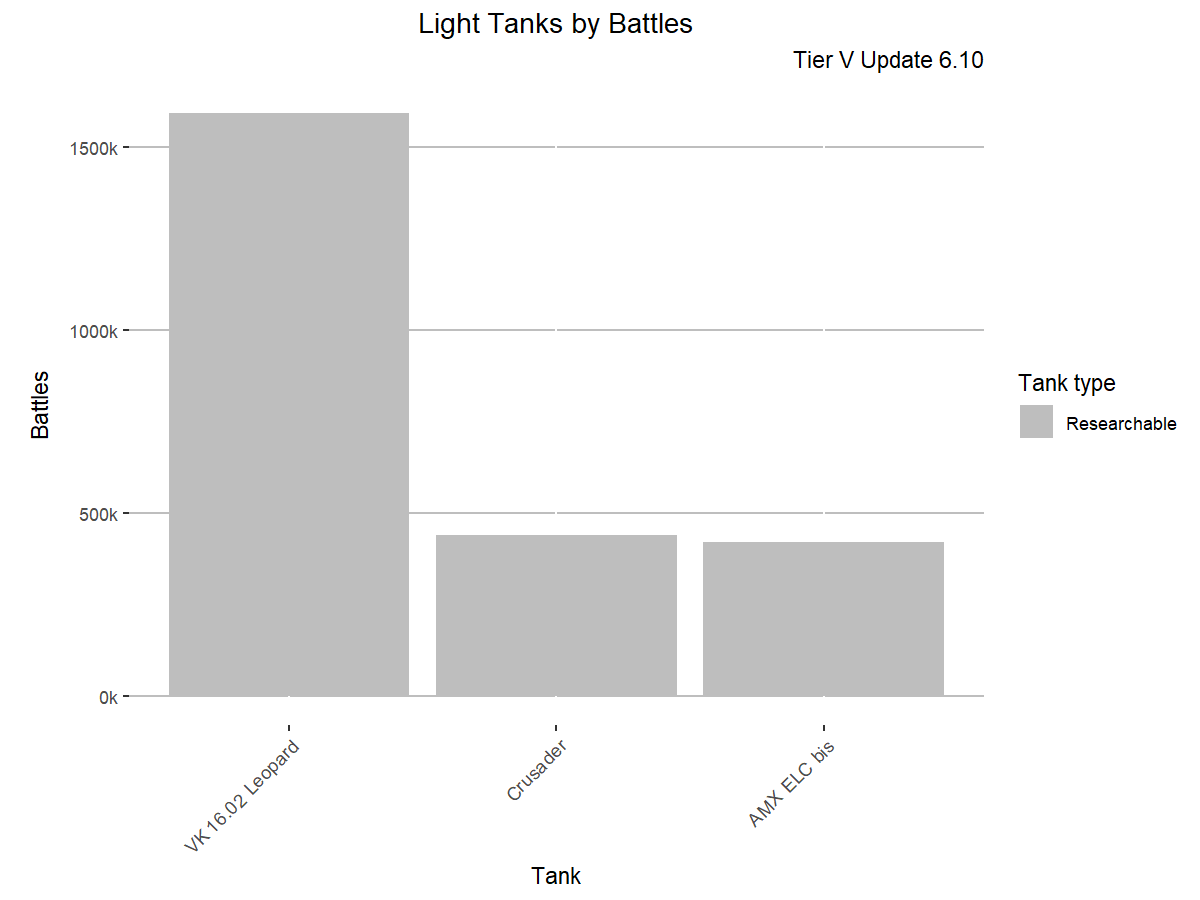 Light Tanks by Battles
Tier V Update 6.10
1500k
1000k
500k
0k
Battles
VK 16.02 Leopard
Crusader
AMX ELC bis
Tank
Tank type
Researchable